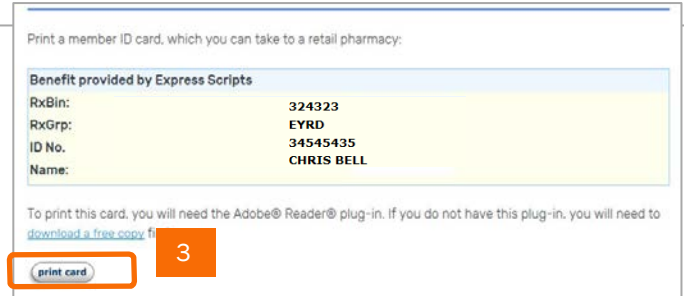 Print a member ID card, which you can take to a retail pharmacy:
Benefit provided by Express Scripts
RxBin: 324323
RxGrp: EYRD
ID No. 34545435
Name: CHRIS BELL
To print this card, you will need the Adobe® Reader® plug-in. If you do not have this plug-in, you will need to
download a free copy
3
print card